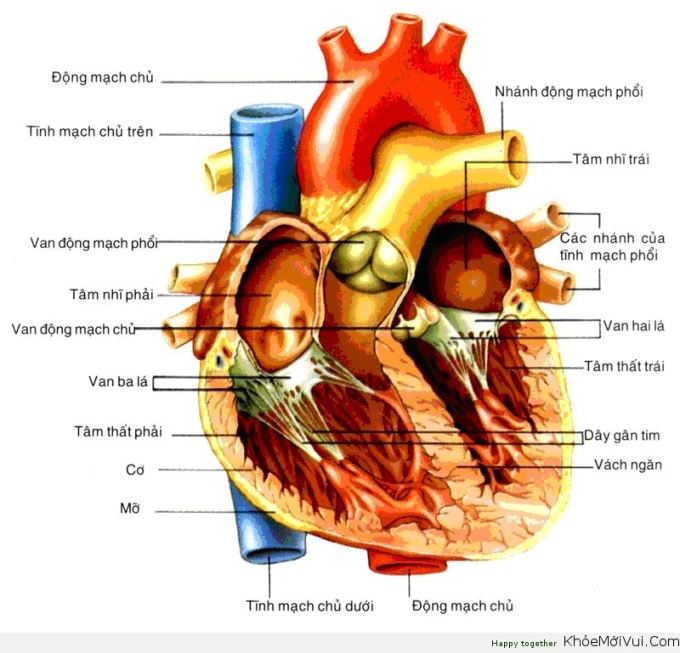 Động mạch chủ
Nhánh động mạch phổi
Tĩnh mạch chủ trên
Tâm nhĩ trái
Van động mạch phổi
Các nhánh của
tĩnh mạch phổi
Tâm nhĩ phải
Van động mạch chủ
Van hai lá
Tâm thất trái
Van ba lá
Tâm thất phải
Dây gân tim
Cơ
Vách ngăn
Mỡ
Tĩnh mạch chủ dưới
Động mạch chủ
Happy together KhỏeMớiVui.Com